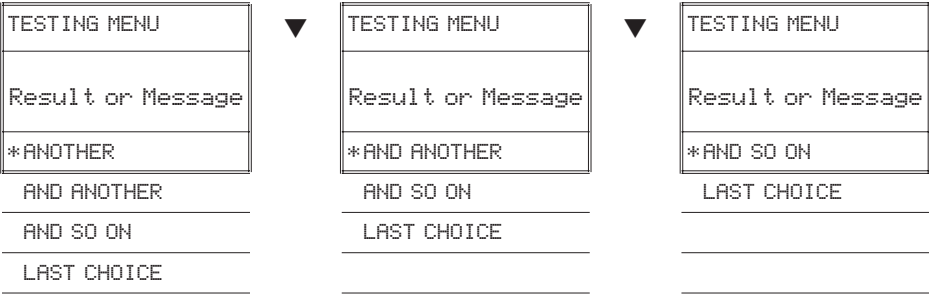 TESTING MENU
Result or Message
*ANOTHER
AND ANOTHER
AND SO ON
LAST CHOICE
▼
TESTING MENU
Result or Message
*AND ANOTHER
AND SO ON
LAST CHOICE
▼
TESTING MENU
Result or Message
*AND SO ON
LAST CHOICE